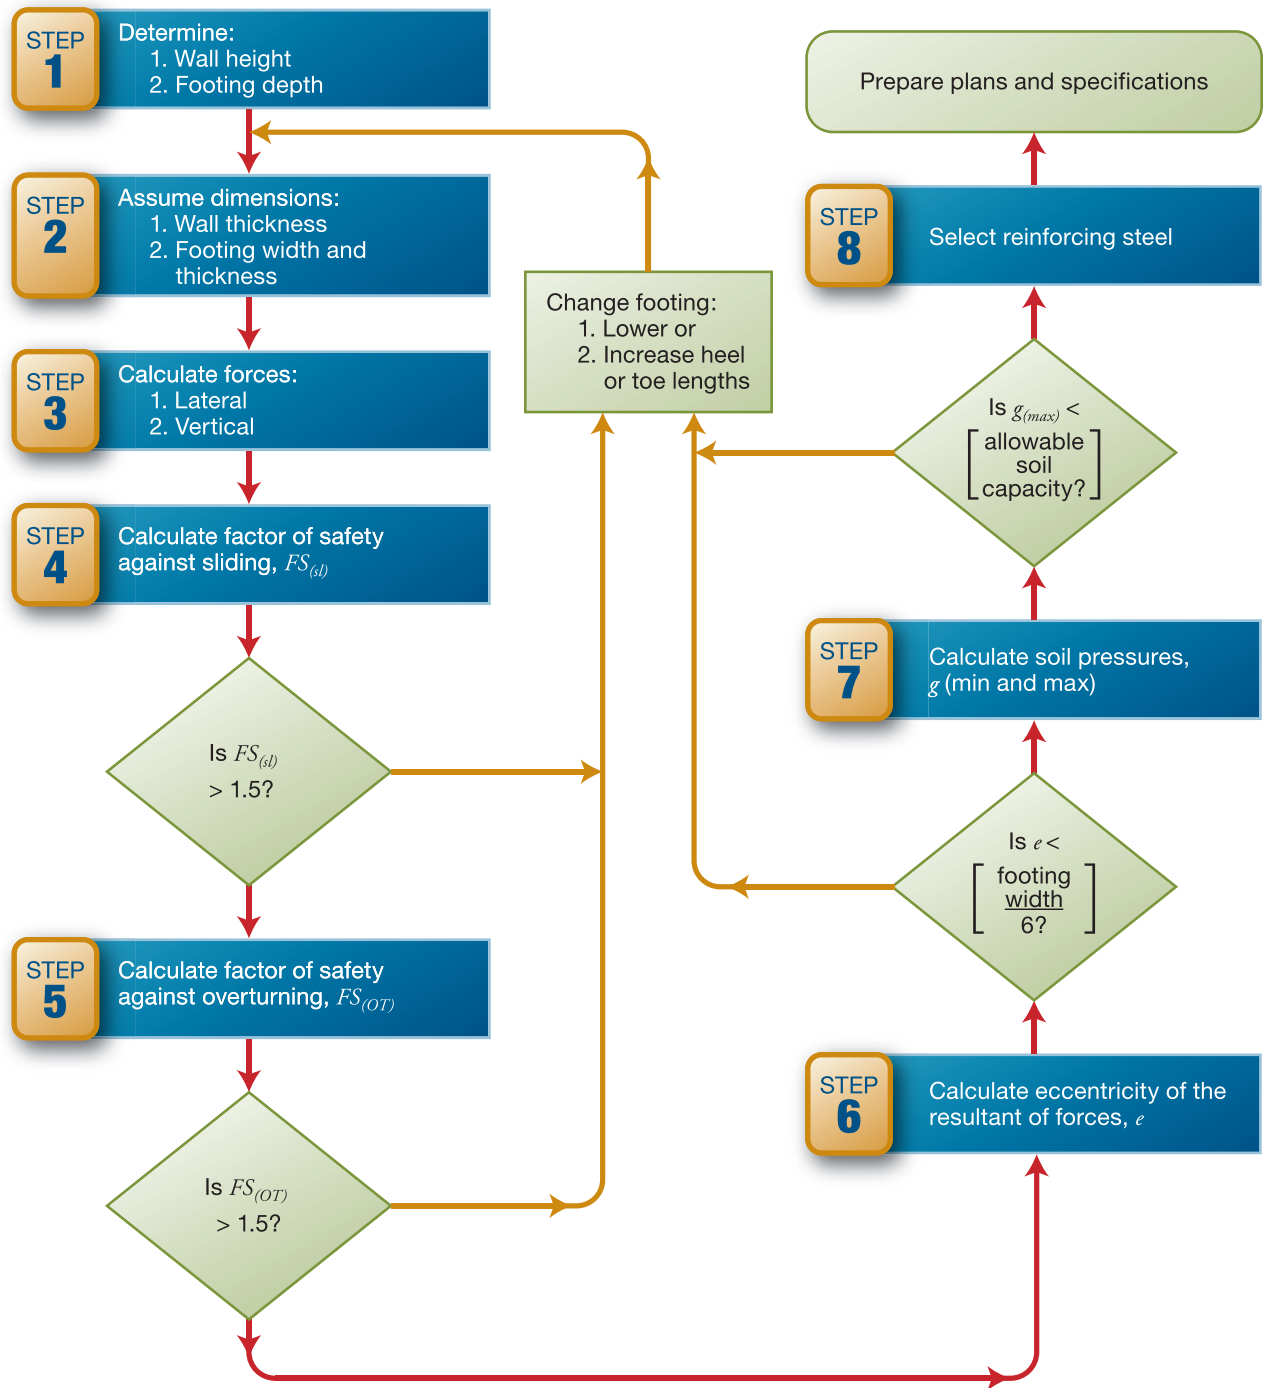 STEP
1
Determine:
1. Wall height
2. Footing depth
STEP
2
Assume dimensions:
1. Wall thickness
2. Footing width and
thickness
STEP
3
Calculate forces:
1. Lateral
2. Vertical
STEP
4
Calculate factor of safety
against sliding, FS(sl)
Is FS(sl)
> 1.5?
STEP
5
Calculate factor of safety
against overturning, FS(OT)
Is FS(OT)
> 1.5?
Change footing:
1. Lower or
2. Increase heel
or toe lengths
STEP
6
Calculate eccentricity of the
resultant of forces, e
Is e <
footing
width
6?
STEP
7
Calculate soil pressures,
g (min and max)
Is g(max) <
allowable
soil
capacity?
STEP
8
Select reinforcing steel
Prepare plans and specifications